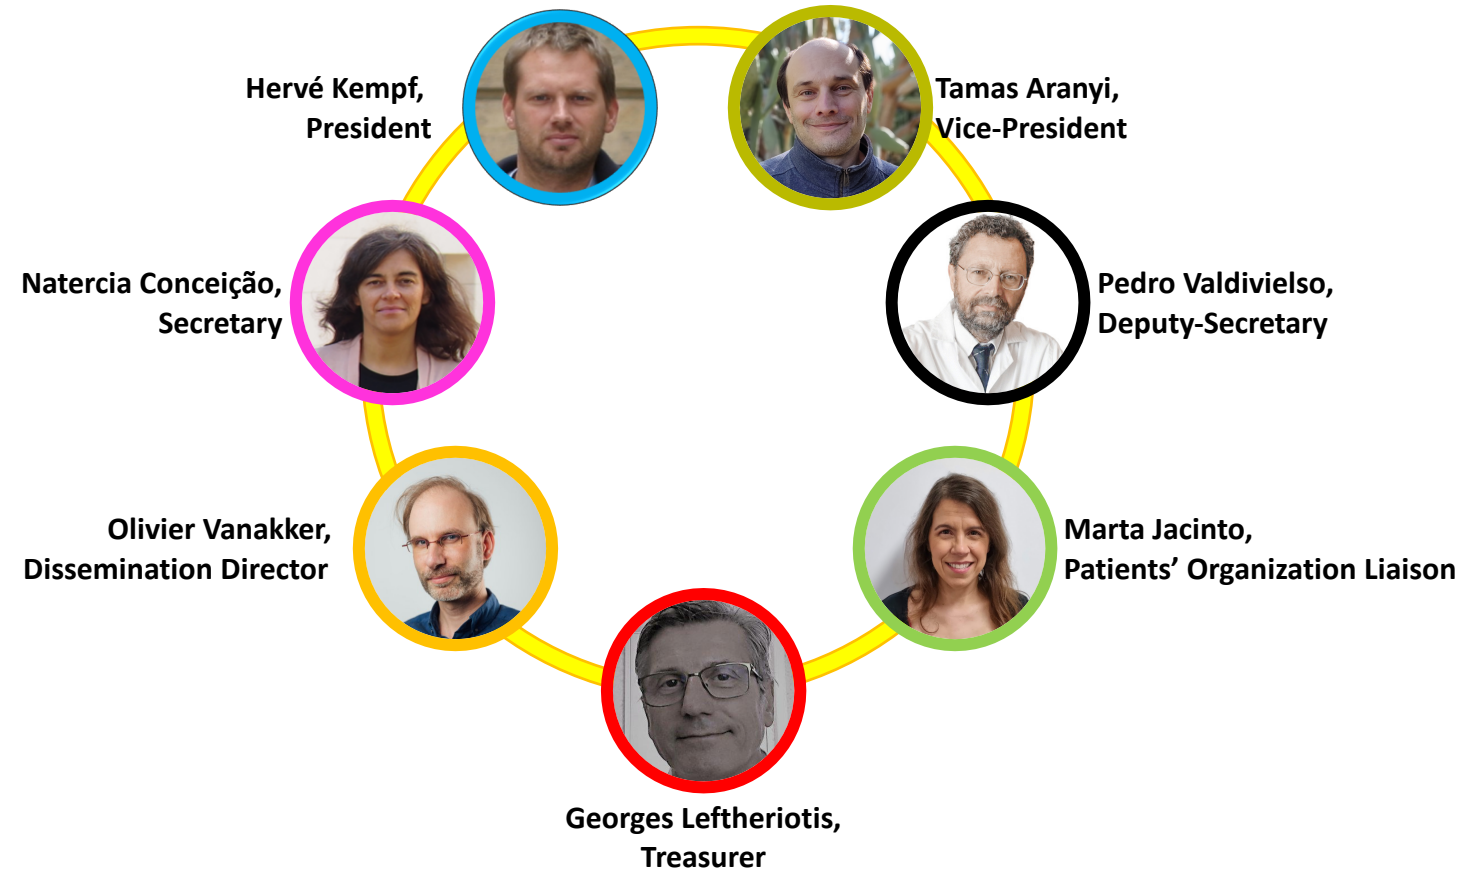 Hervé Kempf,
President
Tamas Aranyi,
Vice-President
Natercia Conceição,
Secretary
Pedro Valdivielso,
Deputy-Secretary
Olivier Vanakker,
Dissemination Director
Marta Jacinto,
Patients’ Organization Liaison
Georges Leftheriotis,
Treasurer